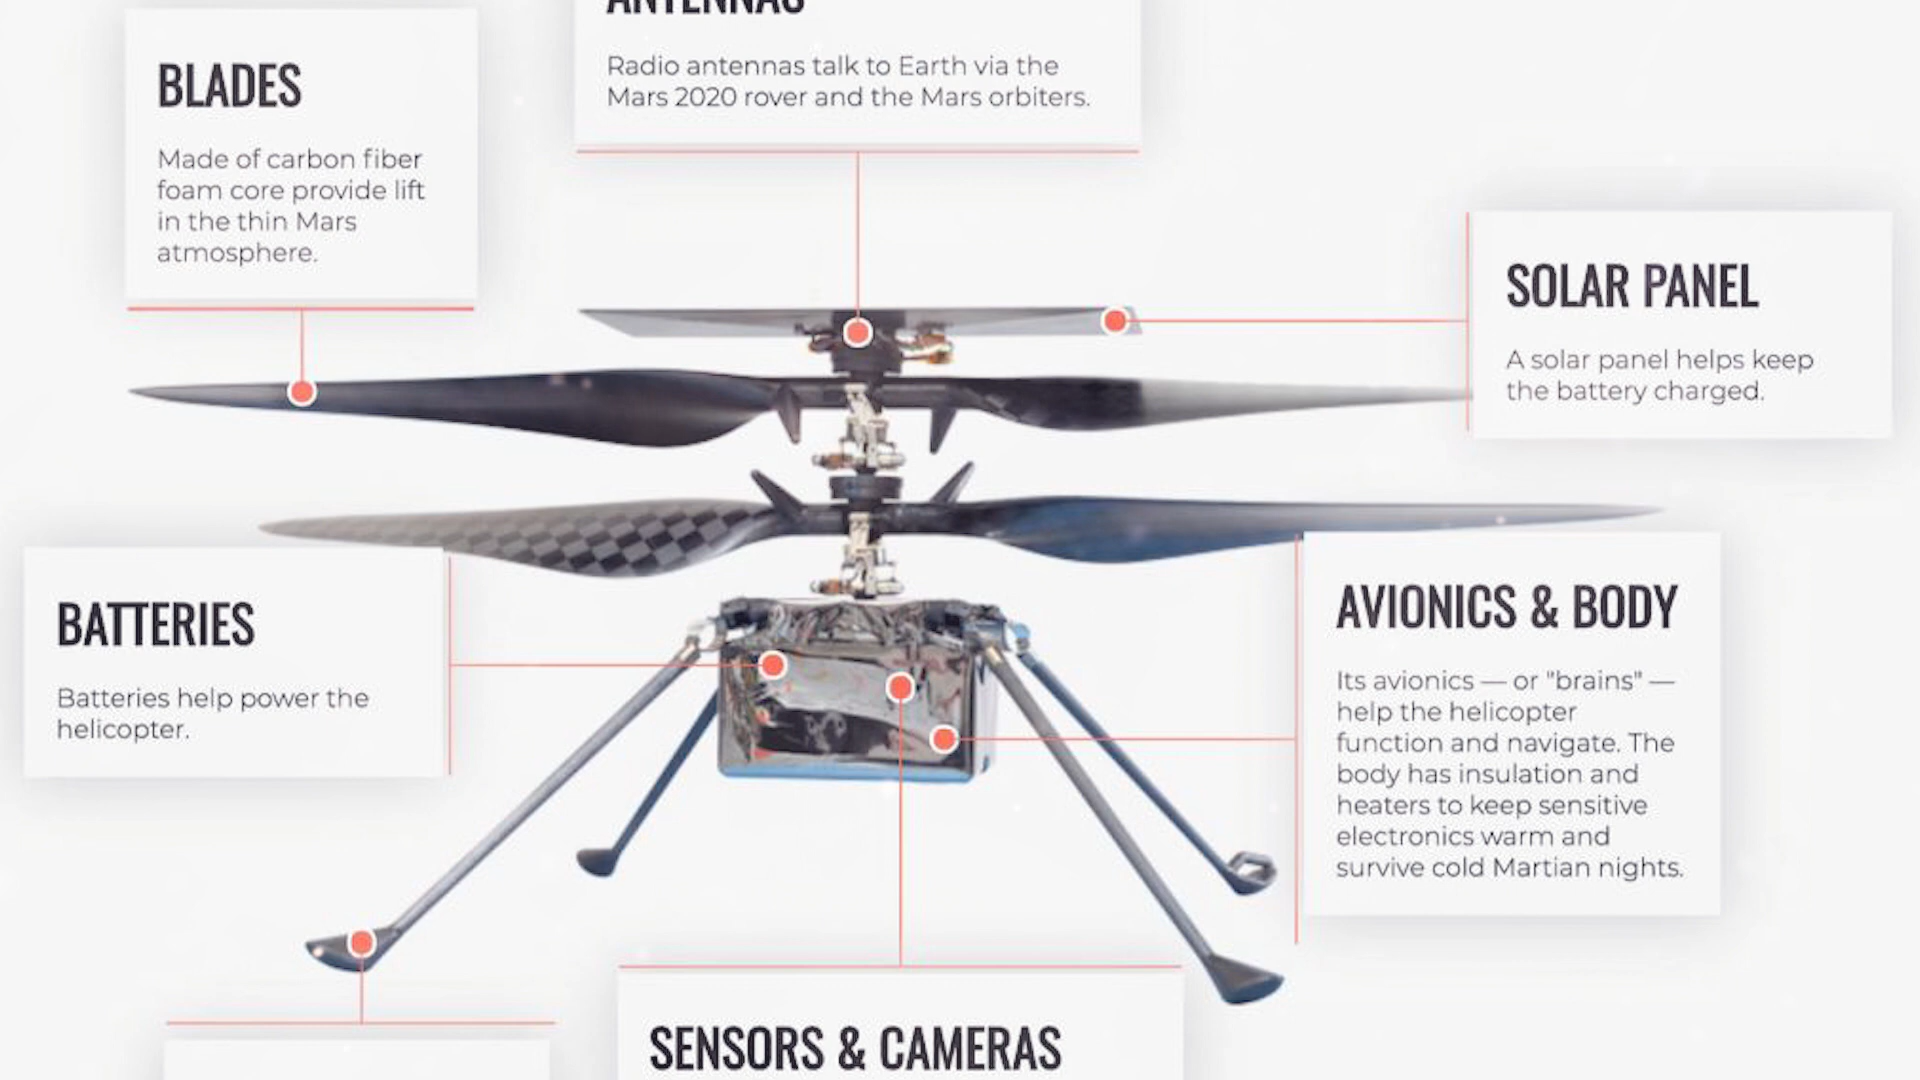 ANTENNAS
Radio antennas talk to Earth via the
Mars 2020 rover and the Mars orbiters.
BLADES
Made of carbon fiber
foam core provide lift
in the thin Mars
atmosphere.
SOLAR PANEL
A solar panel helps keep
the battery charged.
BATTERIES
Batteries help power the
helicopter.
AVIONICS & BODY
Its avionics — or "brains" —
help the helicopter
function and navigate. The
body has insulation and
heaters to keep sensitive
electronics warm and
survive cold Martian nights.
SENSORS & CAMERAS